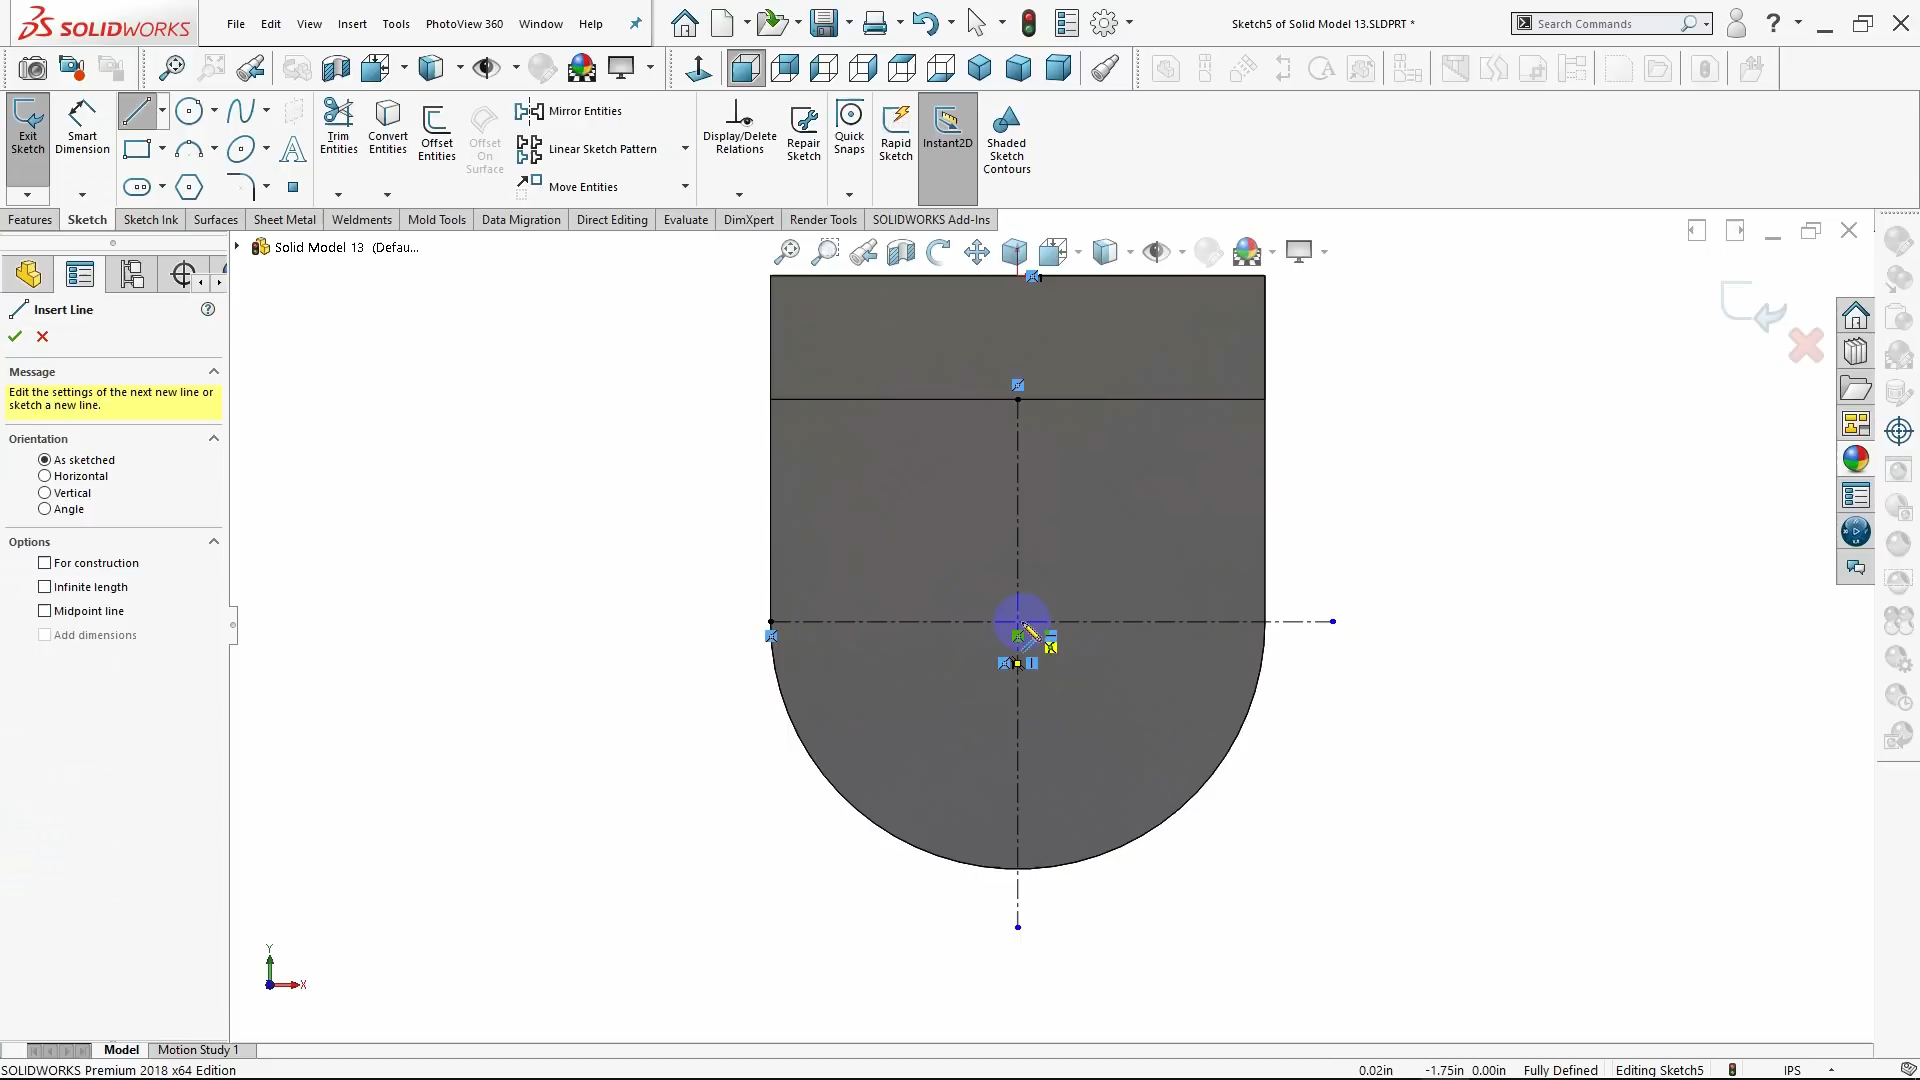 SOLIDWORKS
File Edit View Insert Tools PhotoView 360 Window Help
Sketch5 of Solid Model 13.SLDPRT *
Search Commands
Exit Sketch
Smart Dimension
Trim Entities
Convert Entities
Offset Entities
Offset On Surface
Mirror Entities
Linear Sketch Pattern
Move Entities
Display/Delete Relations
Repair Sketch
Quick Snaps
Rapid Sketch
Instant2D
Shaded Sketch Contours
Features Sketch Sketch Ink Surfaces Sheet Metal Weldments Mold Tools Data Migration Direct Editing Evaluate DimXpert Render Tools SOLIDWORKS Add-Ins
Solid Model 13 (Defau...
Insert Line
Message
Edit the settings of the next new line or
sketch a new line.
Orientation
As sketched
Horizontal
Vertical
Angle
Options
For construction
Infinite length
Midpoint line
Add dimensions
Y
X
Model Motion Study 1
SOLIDWORKS Premium 2018 x64 Edition
0.02in -1.75in 0.00in Fully Defined Editing Sketch5 IPS